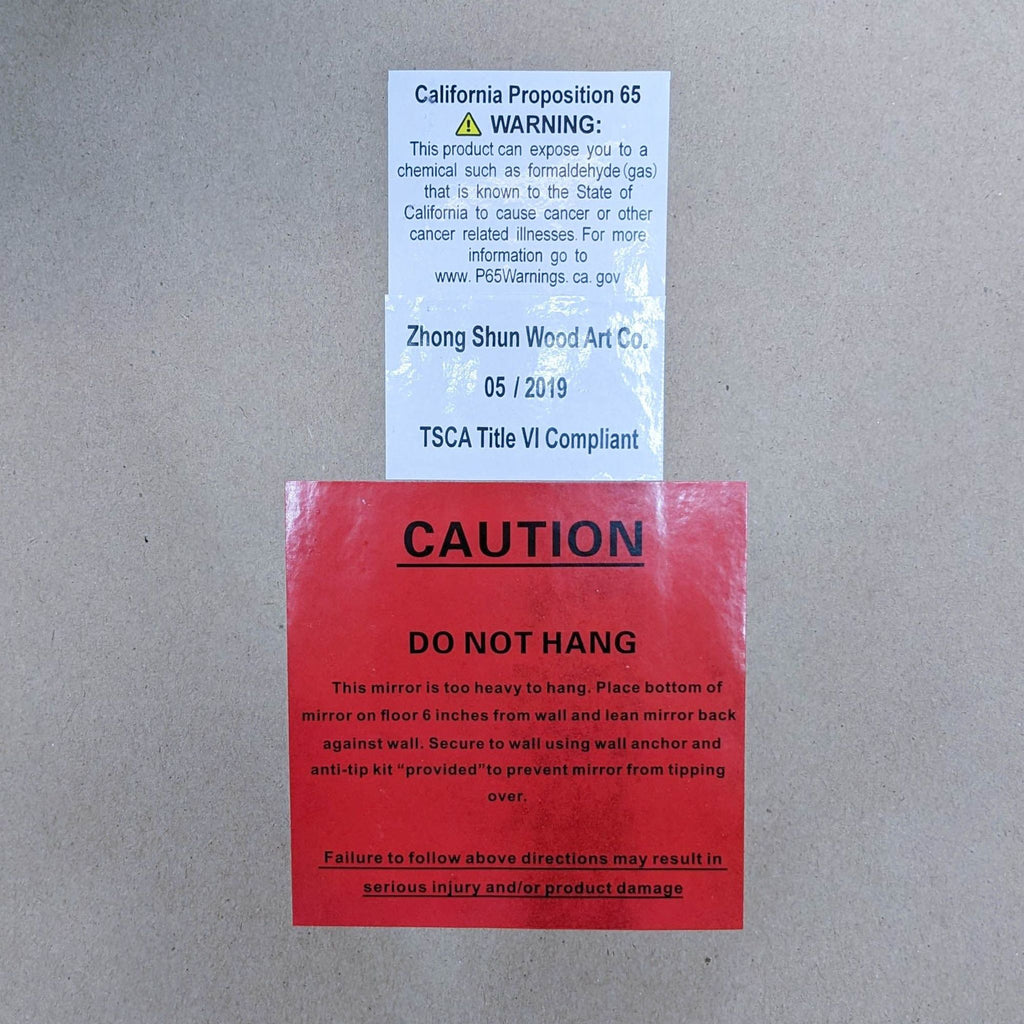 California Proposition 65
WARNING:
This product can expose you to a
chemical such as formaldehyde (gas)
that is known to the State of
California to cause cancer or other
cancer related illnesses. For more
information go to
www. P65Warnings. ca. gov
Zhong Shun Wood Art Co.
05 / 2019
TSCA Title VI Compliant
CAUTION
DO NOT HANG
This mirror is too heavy to hang. Place bottom of
mirror on floor 6 inches from wall and lean mirror back
against wall. Secure to wall using wall anchor and
anti-tip kit “provided”to prevent mirror from tipping
over.
Failure to follow above directions may result in
serious injury and/or product damage